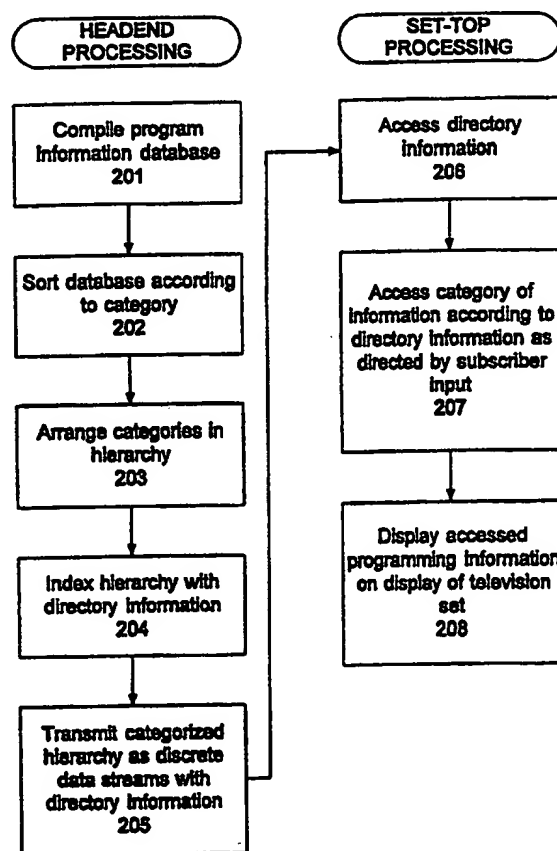 HEADEND
PROCESSING
Compile program
information database
201
Sort database according
to category
202
Arrange categories in
hierarchy
203
Index hierarchy with
directory information
204
Transmit categorized
hierarchy as discrete
data streams with
directory information
205
SET-TOP
PROCESSING
Access directory
information
206
Access category of
information according to
directory information as
directed by subscriber
input
207
Display accessed
programming information
on display of television
set
208